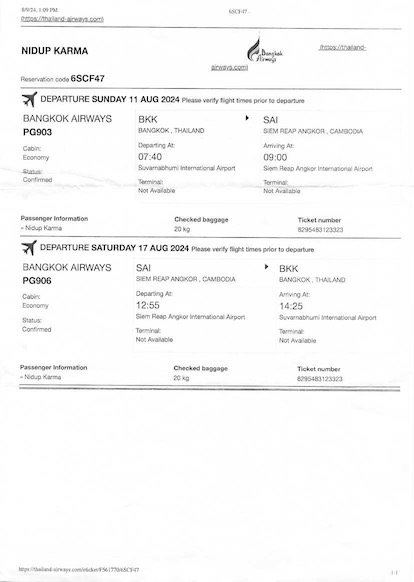 8/9/24, 1:09 PM 6SCF47 -
(https://thailand-airways.com)
NIDUP KARMA
Bangkok Airways
(https://thailand-
airways.com)
Reservation code 6SCF47
DEPARTURE SUNDAY 11 AUG 2024 Please verify flight times prior to departure
BANGKOK AIRWAYS BKK SAI
PG903 BANGKOK , THAILAND SIEM REAP ANGKOR , CAMBODIA
Cabin: Departing At: Arriving At:
Economy 07:40 09:00
Status: Suvarnabhumi International Airport Siem Reap Angkor International Airport
Confirmed Terminal: Terminal:
Not Available Not Available
Passenger Information Checked baggage Ticket number
- Nidup Karma 20 kg 8295483123323
DEPARTURE SATURDAY 17 AUG 2024 Please verify flight times prior to departure
BANGKOK AIRWAYS SAI BKK
PG906 SIEM REAP ANGKOR , CAMBODIA BANGKOK , THAILAND
Cabin: Departing At: Arriving At:
Economy 12:55 14:25
Status: Siem Reap Angkor International Airport Suvarnabhumi International Airport
Confirmed Terminal: Terminal:
Not Available Not Available
Passenger Information Checked baggage Ticket number
- Nidup Karma 20 kg 8295483123323
https://thailand-airways.com/eticket/F561770/6SCF47 1/1